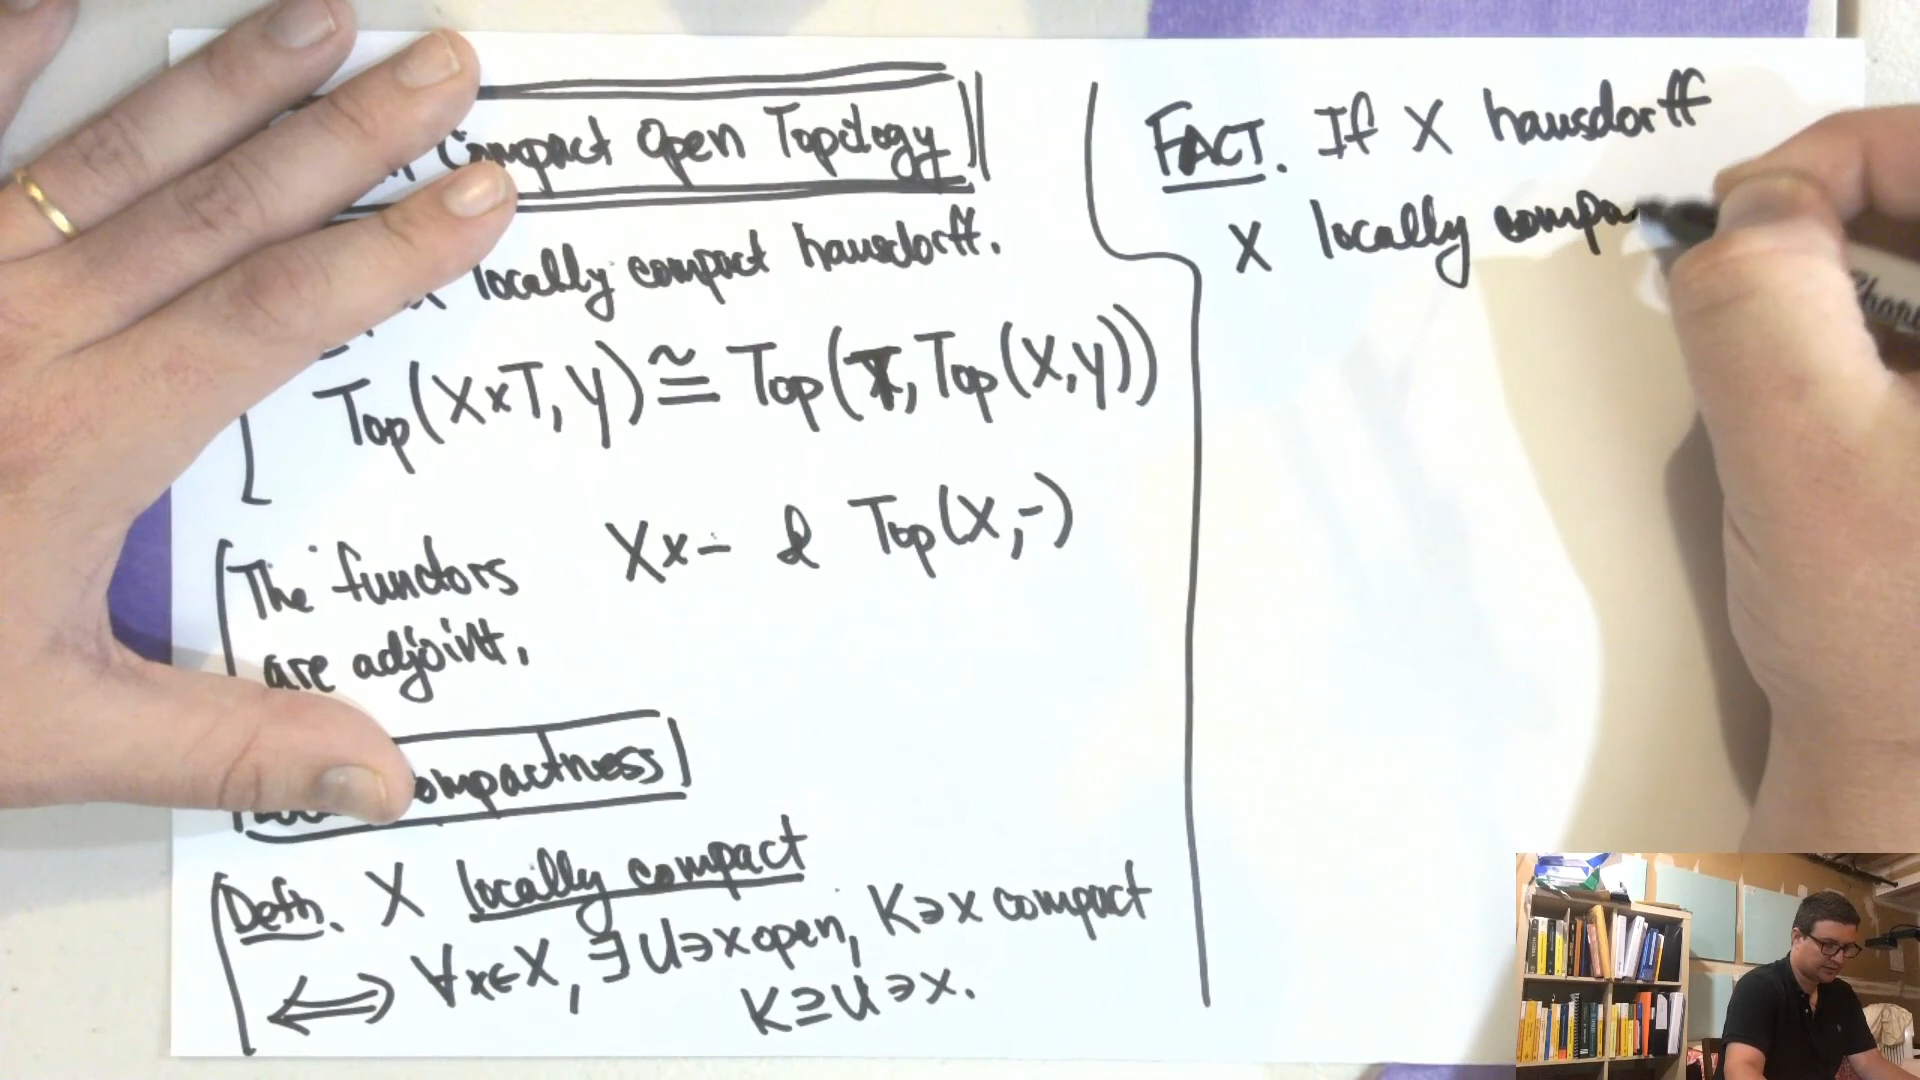 Compact Open Topology
locally compact hausdorff.
Top(X×T, Y) ≅ Top(T, Top(X,Y))
The functors X×- & Top(X,-)
are adjoint.
ompactness
Defn. X locally compact
⟺ ∀x∈X, ∃ U∋x open, K∋x compact
K⊇U∋x.
FACT. If X hausdorff
X locally compa